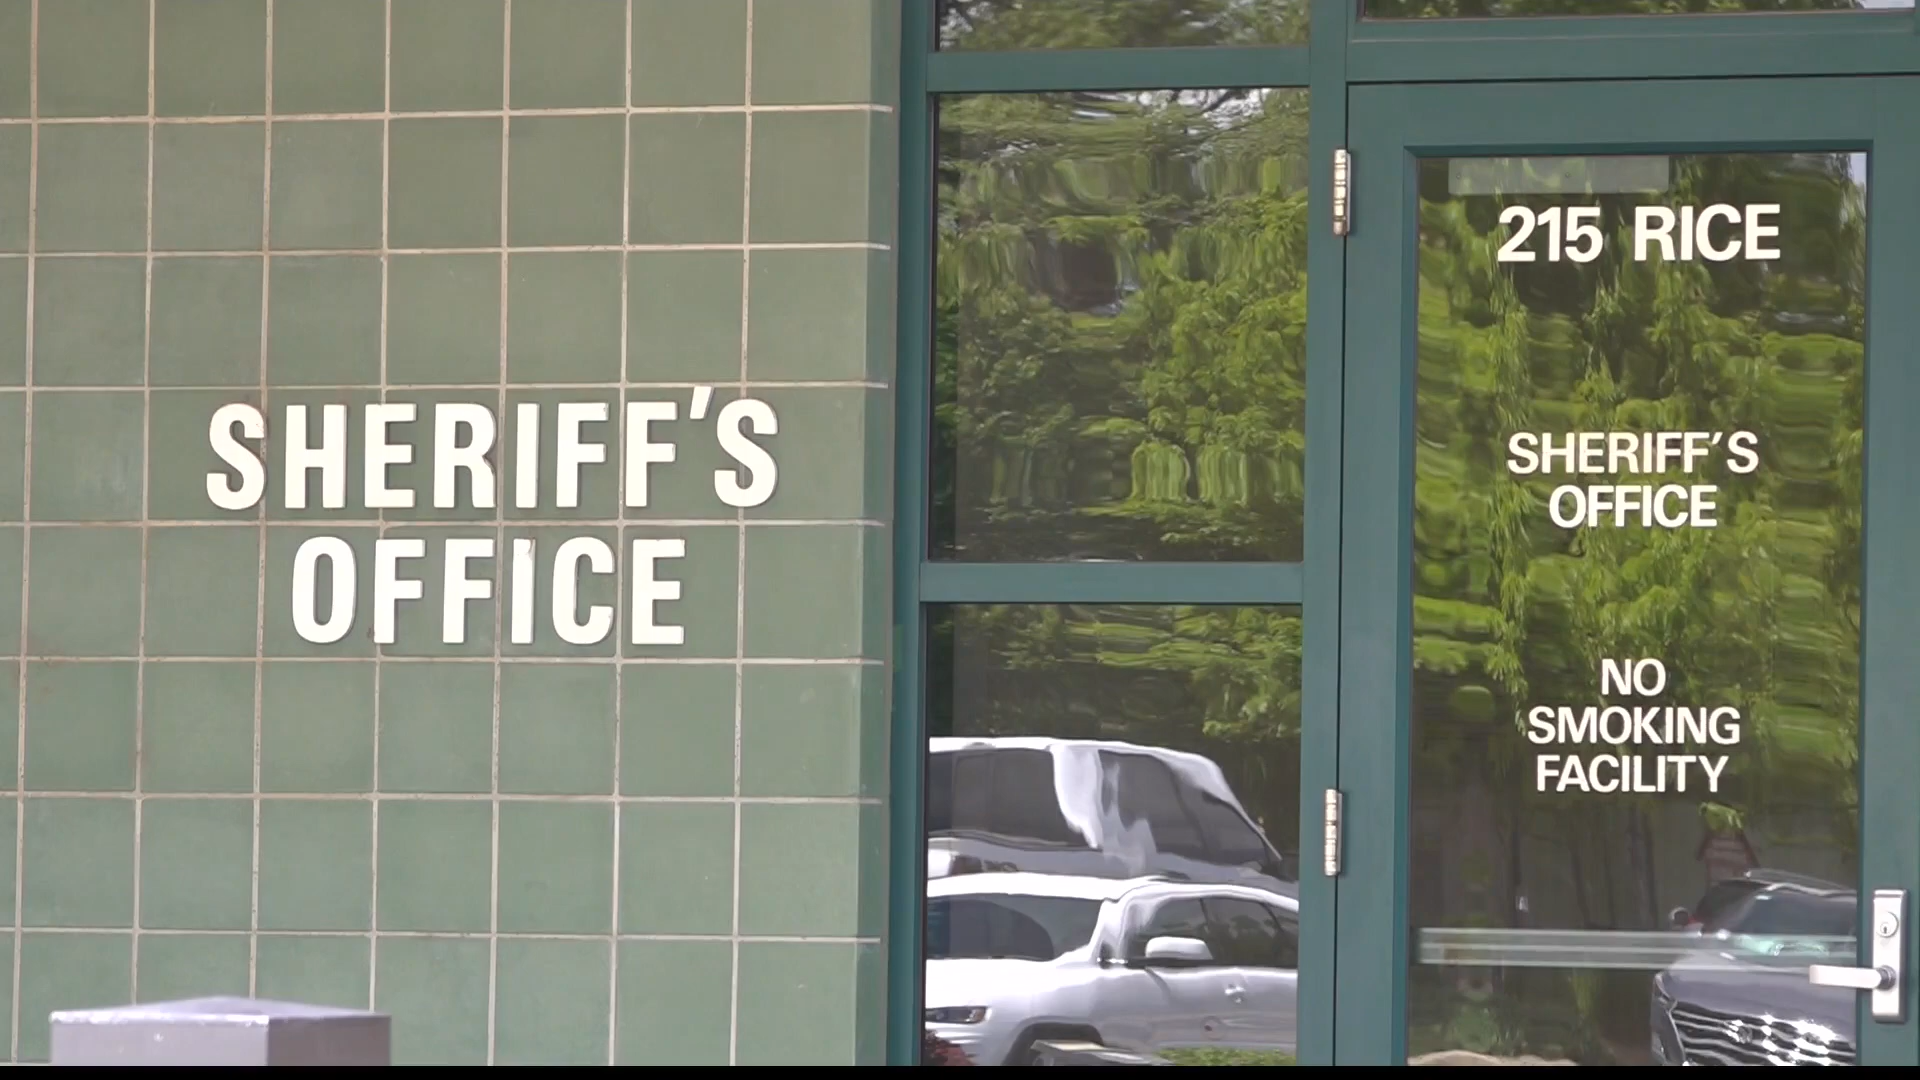 SHERIFF'S
OFFICE
215 RICE
SHERIFF'S
OFFICE
NO
SMOKING
FACILITY